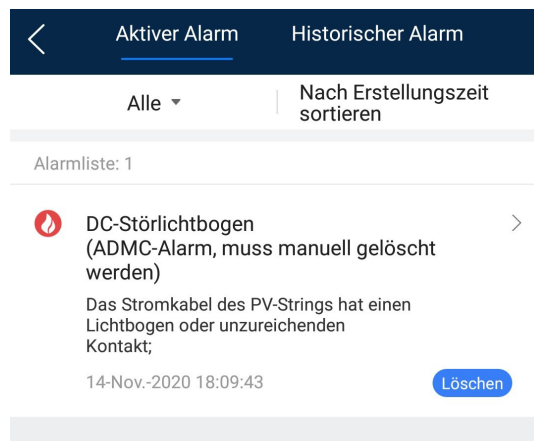 Aktiver Alarm Historischer Alarm
Alle Nach Erstellungszeit
sortieren
Alarmliste: 1
DC-Störlichtbogen
(ADMC-Alarm, muss manuell gelöscht
werden)
Das Stromkabel des PV-Strings hat einen
Lichtbogen oder unzureichenden
Kontakt;
14-Nov.-2020 18:09:43 Löschen